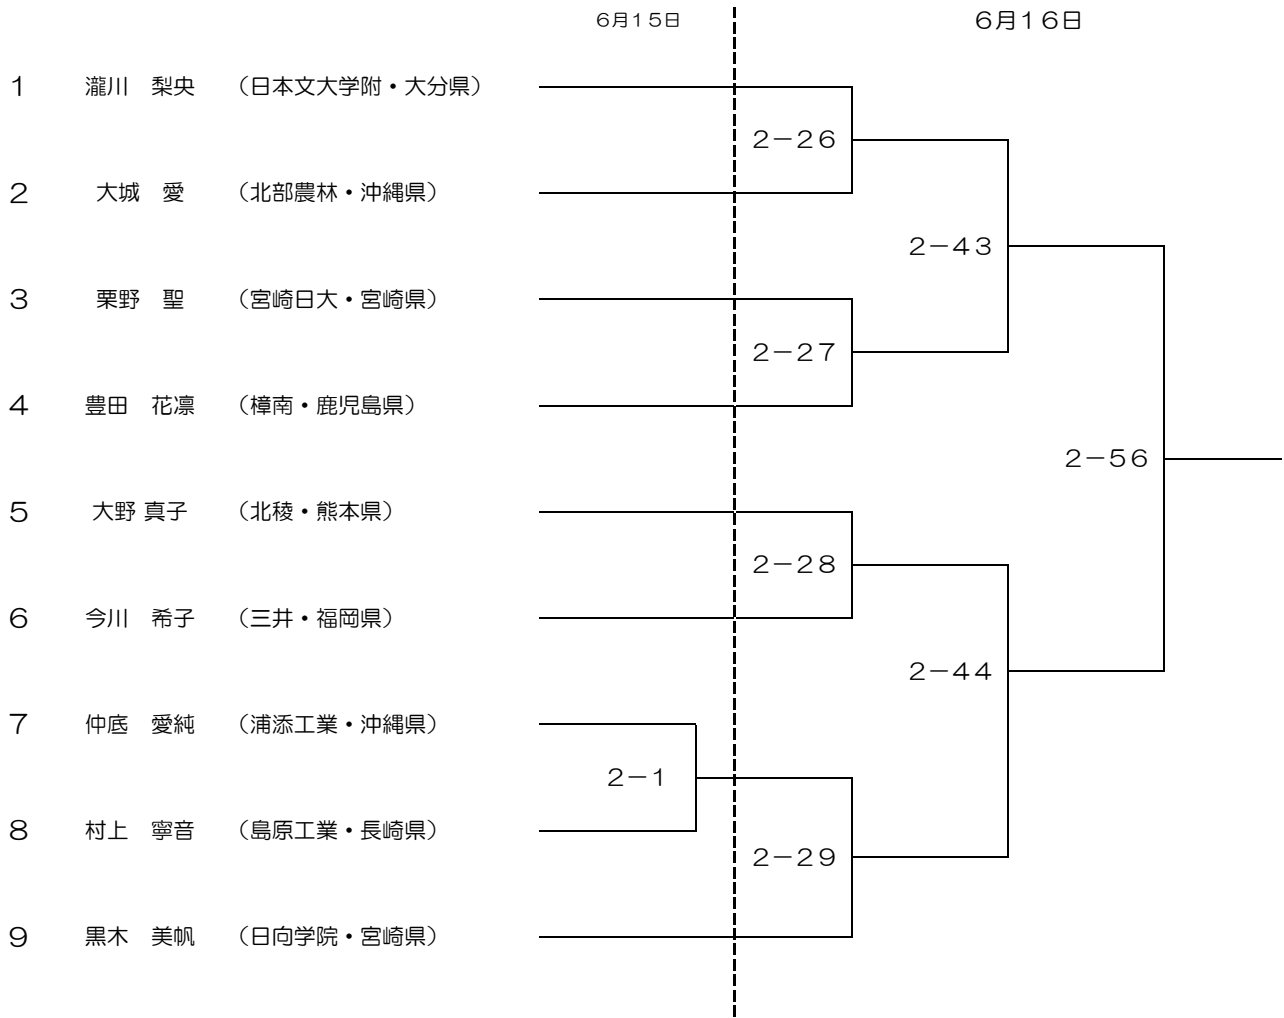 6月15日 6月16日
1 瀧川 梨央 （日本文大学附・大分県）
2－26
2 大城 愛 （北部農林・沖縄県）
2－43
3 栗野 聖 （宮崎日大・宮崎県）
2－27
4 豊田 花凛 （樟南・鹿児島県）
2－56
5 大野 真子 （北稜・熊本県）
2－28
6 今川 希子 （三井・福岡県）
2－44
7 仲底 愛純 （浦添工業・沖縄県）
2－1
8 村上 寧音 （島原工業・長崎県）
2－29
9 黒木 美帆 （日向学院・宮崎県）